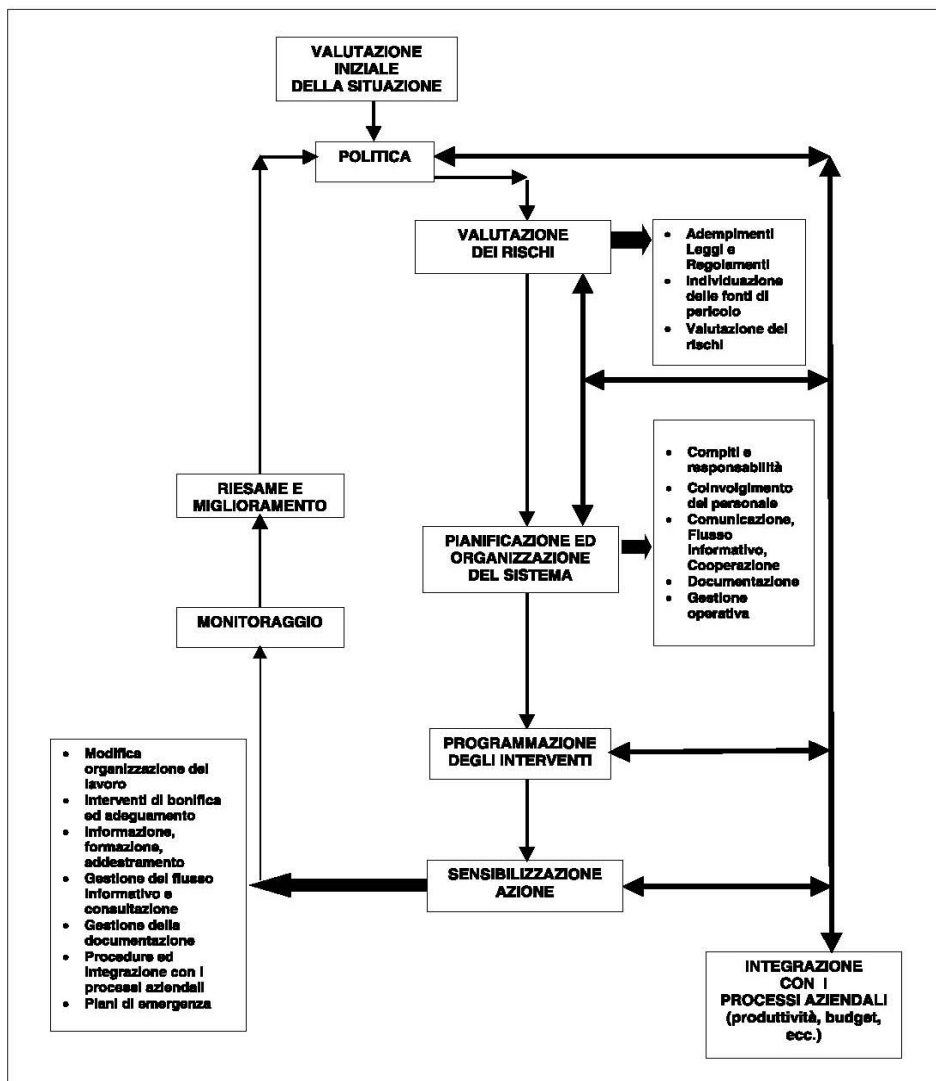 VALUTAZIONE
INIZIALE
DELLA SITUAZIONE
POLITICA
VALUTAZIONE
DEI RISCHI
• Adempimenti
Leggi e
Regolamenti
• Individuazione
delle fonti di
pericolo
• Valutazione dei
rischi
• Compiti e
responsabilità
• Coinvolgimento
del personale
• Comunicazione,
Flusso
informativo,
Cooperazione
• Documentazione
• Gestione
operativa
RIESAME E
MIGLIORAMENTO
PIANIFICAZIONE ED
ORGANIZZAZIONE
DEL SISTEMA
MONITORAGGIO
PROGRAMMAZIONE
DEGLI INTERVENTI
• Modifica
organizzazione del
lavoro
• Interventi di bonifica
ed adeguamento
• Informazione,
formazione,
addestramento
• Gestione del flusso
informativo e
consultazione
• Gestione della
documentazione
• Procedure ed
integrazione con i
processi aziendali
• Piani di emergenza
SENSIBILIZZAZIONE
AZIONE
INTEGRAZIONE
CON I
PROCESSI AZIENDALI
(produttività, budget,
ecc.)